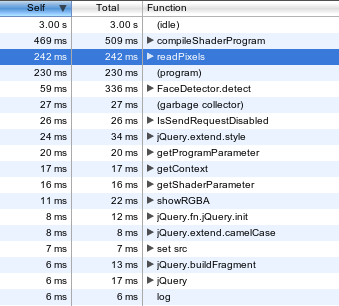 Self ▼ Total Function
3.00 s 3.00 s (idle)
469 ms 509 ms ▶ compileShaderProgram
242 ms 242 ms ▶ readPixels
230 ms 230 ms (program)
59 ms 336 ms ▶ FaceDetector.detect
27 ms 27 ms (garbage collector)
26 ms 26 ms ▶ IsSendRequestDisabled
24 ms 34 ms ▶ jQuery.extend.style
20 ms 20 ms ▶ getProgramParameter
17 ms 17 ms ▶ getContext
16 ms 16 ms ▶ getShaderParameter
11 ms 22 ms ▶ showRGBA
8 ms 12 ms ▶ jQuery.fn.jQuery.init
8 ms 8 ms ▶ jQuery.extend.camelCase
7 ms 7 ms ▶ set src
6 ms 13 ms ▶ jQuery.buildFragment
6 ms 17 ms ▶ jQuery
6 ms 6 ms log